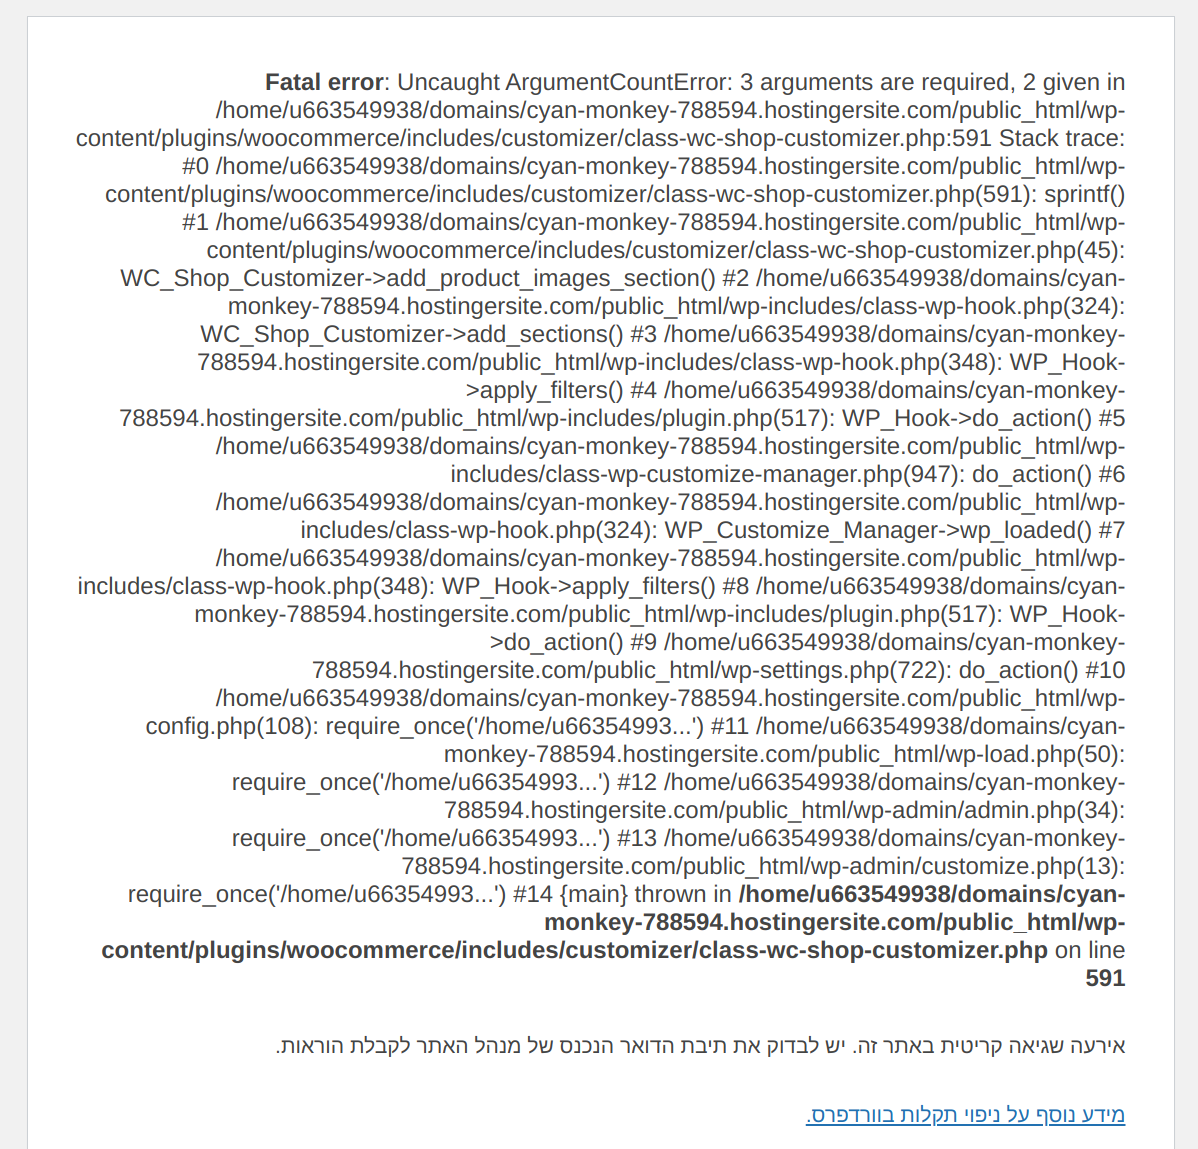 Fatal error: Uncaught ArgumentCountError: 3 arguments are required, 2 given in
/home/u663549938/domains/cyan-monkey-788594.hostingersite.com/public_html/wp-
content/plugins/woocommerce/includes/customizer/class-wc-shop-customizer.php:591 Stack trace:
#0 /home/u663549938/domains/cyan-monkey-788594.hostingersite.com/public_html/wp-
content/plugins/woocommerce/includes/customizer/class-wc-shop-customizer.php(591): sprintf()
#1 /home/u663549938/domains/cyan-monkey-788594.hostingersite.com/public_html/wp-
content/plugins/woocommerce/includes/customizer/class-wc-shop-customizer.php(45):
WC_Shop_Customizer->add_product_images_section() #2 /home/u663549938/domains/cyan-
monkey-788594.hostingersite.com/public_html/wp-includes/class-wp-hook.php(324):
WC_Shop_Customizer->add_sections() #3 /home/u663549938/domains/cyan-monkey-
788594.hostingersite.com/public_html/wp-includes/class-wp-hook.php(348): WP_Hook-
>apply_filters() #4 /home/u663549938/domains/cyan-monkey-
788594.hostingersite.com/public_html/wp-includes/plugin.php(517): WP_Hook->do_action() #5
/home/u663549938/domains/cyan-monkey-788594.hostingersite.com/public_html/wp-
includes/class-wp-customize-manager.php(947): do_action() #6
/home/u663549938/domains/cyan-monkey-788594.hostingersite.com/public_html/wp-
includes/class-wp-hook.php(324): WP_Customize_Manager->wp_loaded() #7
/home/u663549938/domains/cyan-monkey-788594.hostingersite.com/public_html/wp-
includes/class-wp-hook.php(348): WP_Hook->apply_filters() #8 /home/u663549938/domains/cyan-
monkey-788594.hostingersite.com/public_html/wp-includes/plugin.php(517): WP_Hook-
>do_action() #9 /home/u663549938/domains/cyan-monkey-
788594.hostingersite.com/public_html/wp-settings.php(722): do_action() #10
/home/u663549938/domains/cyan-monkey-788594.hostingersite.com/public_html/wp-
config.php(108): require_once('/home/u66354993...') #11 /home/u663549938/domains/cyan-
monkey-788594.hostingersite.com/public_html/wp-load.php(50):
require_once('/home/u66354993...') #12 /home/u663549938/domains/cyan-monkey-
788594.hostingersite.com/public_html/wp-admin/admin.php(34):
require_once('/home/u66354993...') #13 /home/u663549938/domains/cyan-monkey-
788594.hostingersite.com/public_html/wp-admin/customize.php(13):
require_once('/home/u66354993...') #14 {main} thrown in /home/u663549938/domains/cyan-
monkey-788594.hostingersite.com/public_html/wp-
content/plugins/woocommerce/includes/customizer/class-wc-shop-customizer.php on line
591
אירעה שגיאה קריטית באתר זה. יש לבדוק את תיבת הדואר הנכנס של מנהל האתר לקבלת הוראות.
מידע נוסף על ניפוי תקלות בוורדפרס.